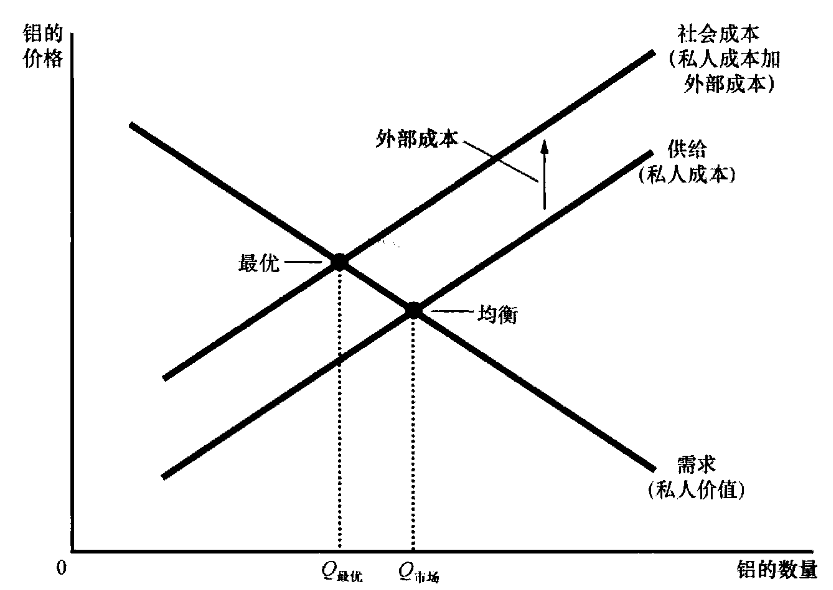 铝的
价格
社会成本
(私人成本加
外部成本)
外部成本
供给
(私人成本)
最优
均衡
需求
(私人价值)
0
Q最优
Q市场
铝的数量